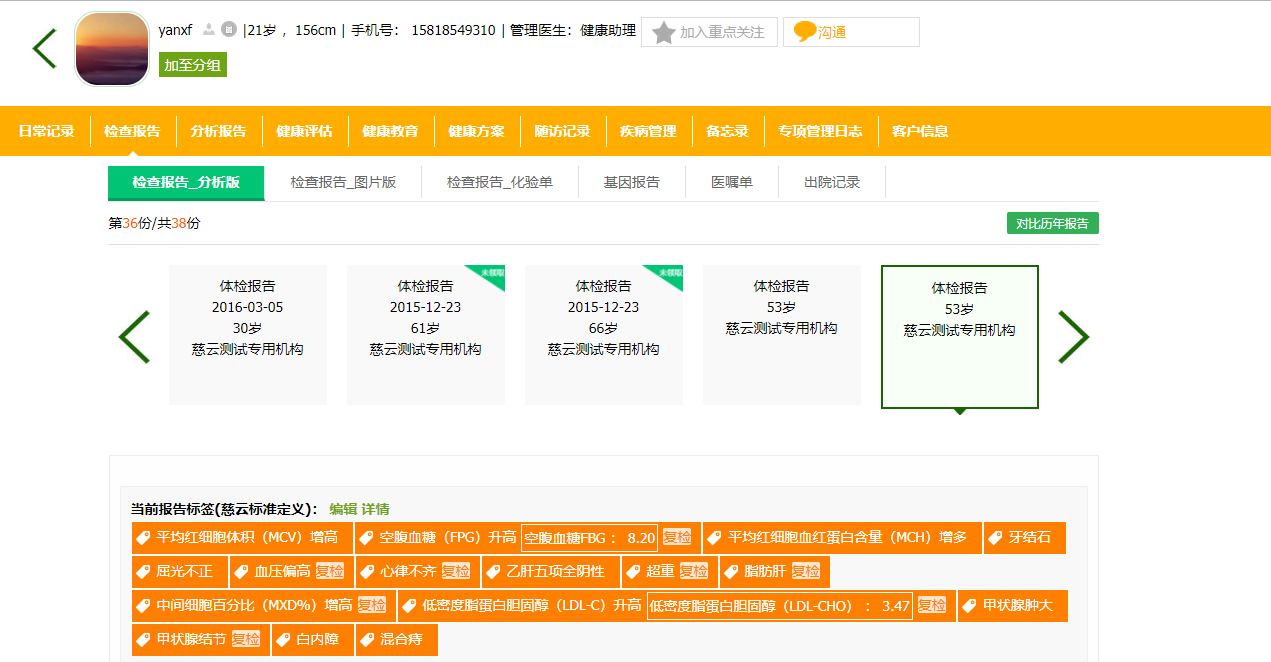 yanxf |21岁 ，156cm | 手机号： 15818549310 | 管理医生：健康助理 加入重点关注 沟通
加至分组
日常记录 检查报告 分析报告 健康评估 健康教育 健康方案 随访记录 疾病管理 备忘录 专项管理日志 客户信息
检查报告_分析版 检查报告_图片版 检查报告_化验单 基因报告 医嘱单 出院记录
第36份/共38份 对比历年报告
体检报告
2016-03-05
30岁
慈云测试专用机构
未领取
体检报告
2015-12-23
61岁
慈云测试专用机构
未领取
体检报告
2015-12-23
66岁
慈云测试专用机构
体检报告
53岁
慈云测试专用机构
体检报告
53岁
慈云测试专用机构
当前报告标签(慈云标准定义)： 编辑 详情
平均红细胞体积（MCV）增高 空腹血糖（FPG）升高 空腹血糖FBG： 8.20 复检 平均红细胞血红蛋白含量（MCH）增多 牙结石
屈光不正 血压偏高 复检 心律不齐 复检 乙肝五项全阴性 超重 复检 脂肪肝 复检
中间细胞百分比（MXD%）增高 复检 低密度脂蛋白胆固醇（LDL-C）升高 低密度脂蛋白胆固醇（LDL-CHO）： 3.47 复检 甲状腺肿大
甲状腺结节 复检 白内障 混合痔